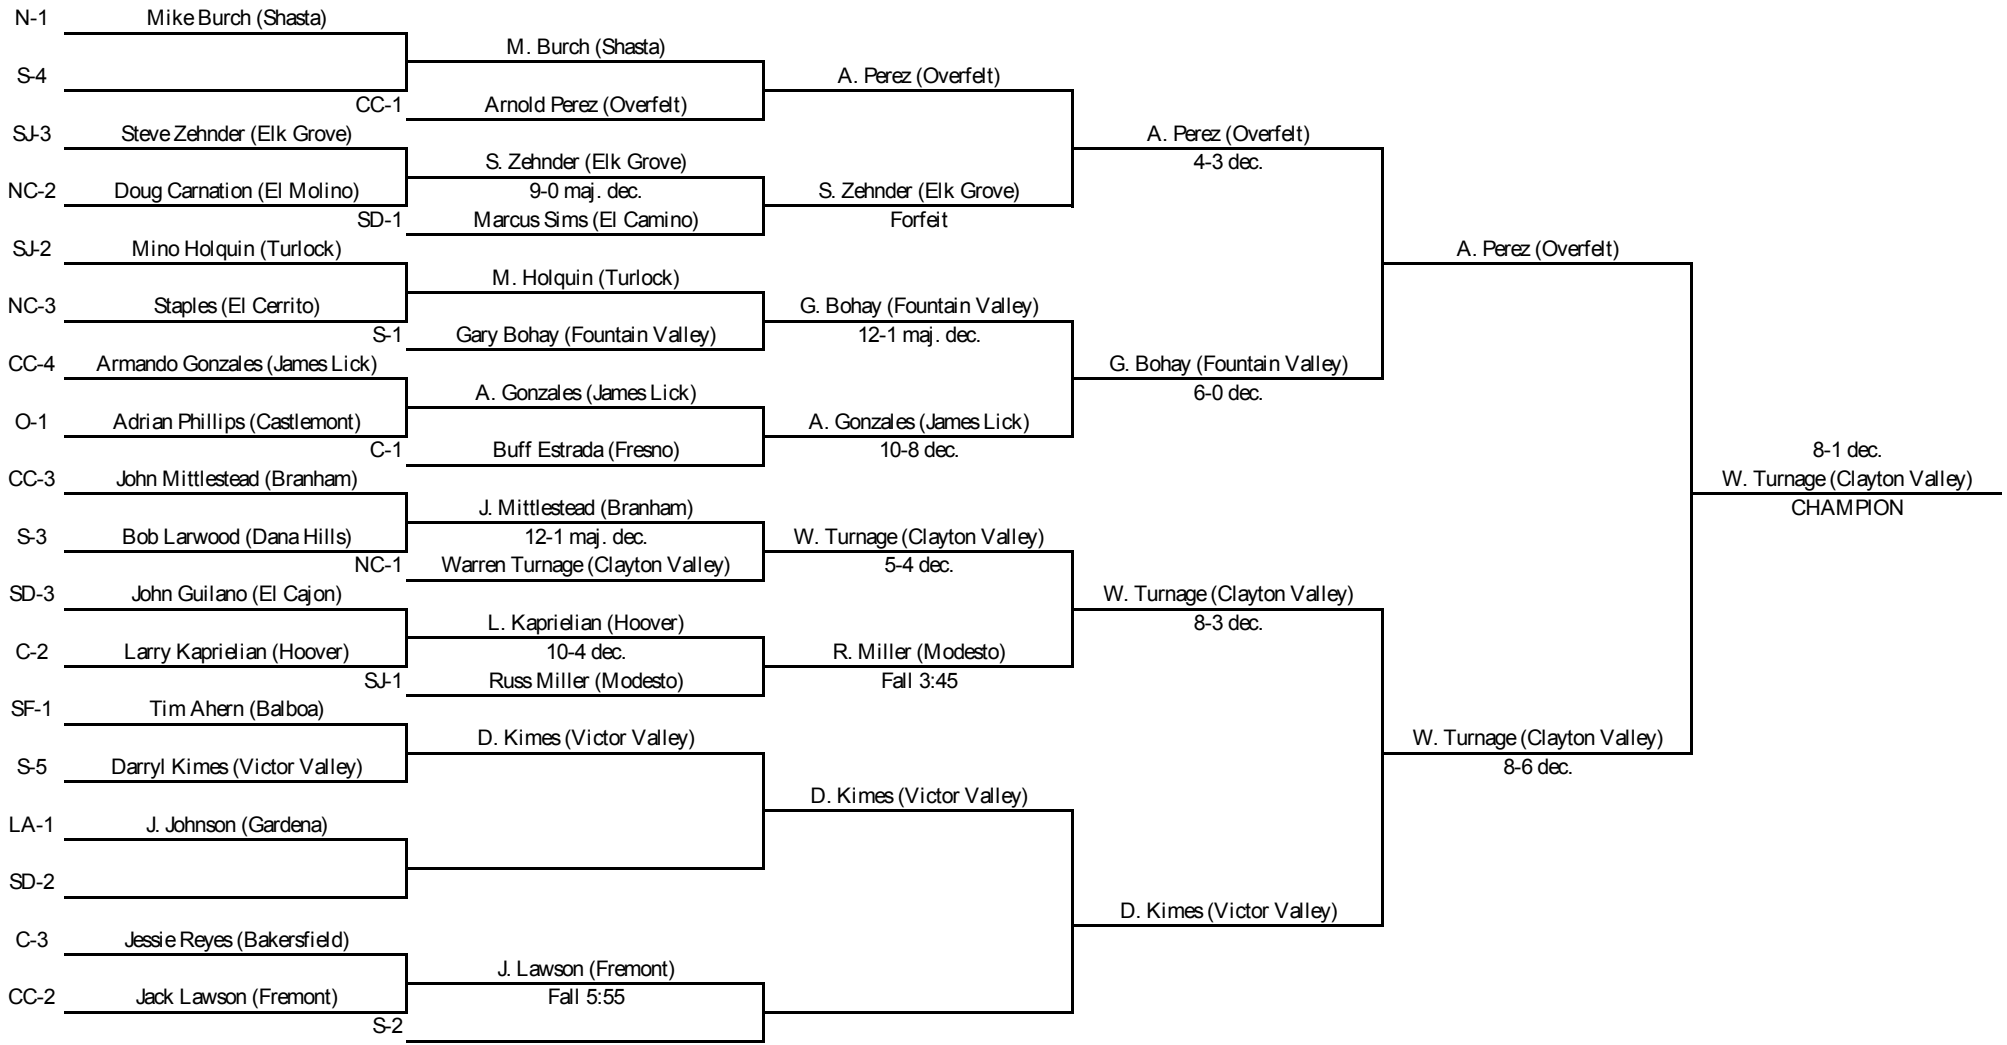 N-1 Mike Burch (Shasta)
M. Burch (Shasta)
S-4 A. Perez (Overfelt)
CC-1 Arnold Perez (Overfelt)
SJ-3 Steve Zehnder (Elk Grove) A. Perez (Overfelt)
S. Zehnder (Elk Grove) 4-3 dec.
NC-2 Doug Carnation (El Molino) 9-0 maj. dec. S. Zehnder (Elk Grove)
SD-1 Marcus Sims (El Camino) Forfeit
SJ-2 Mino Holquin (Turlock) A. Perez (Overfelt)
M. Holquin (Turlock)
NC-3 Staples (El Cerrito) G. Bohay (Fountain Valley)
S-1 Gary Bohay (Fountain Valley) 12-1 maj. dec.
CC-4 Armando Gonzales (James Lick) G. Bohay (Fountain Valley)
A. Gonzales (James Lick) 6-0 dec.
O-1 Adrian Phillips (Castlemont) A. Gonzales (James Lick)
C-1 Buff Estrada (Fresno) 10-8 dec. 8-1 dec.
CC-3 John Mittlestead (Branham) W. Turnage (Clayton Valley)
J. Mittlestead (Branham) CHAMPION
S-3 Bob Larwood (Dana Hills) 12-1 maj. dec. W. Turnage (Clayton Valley)
NC-1 Warren Turnage (Clayton Valley) 5-4 dec.
SD-3 John Guilano (El Cajon) W. Turnage (Clayton Valley)
L. Kaprielian (Hoover) 8-3 dec.
C-2 Larry Kaprielian (Hoover) 10-4 dec. R. Miller (Modesto)
SJ-1 Russ Miller (Modesto) Fall 3:45
SF-1 Tim Ahern (Balboa)
D. Kimes (Victor Valley) W. Turnage (Clayton Valley)
S-5 Darryl Kimes (Victor Valley) 8-6 dec.
D. Kimes (Victor Valley)
LA-1 J. Johnson (Gardena)
SD-2
D. Kimes (Victor Valley)
C-3 Jessie Reyes (Bakersfield)
J. Lawson (Fremont)
CC-2 Jack Lawson (Fremont) Fall 5:55
S-2